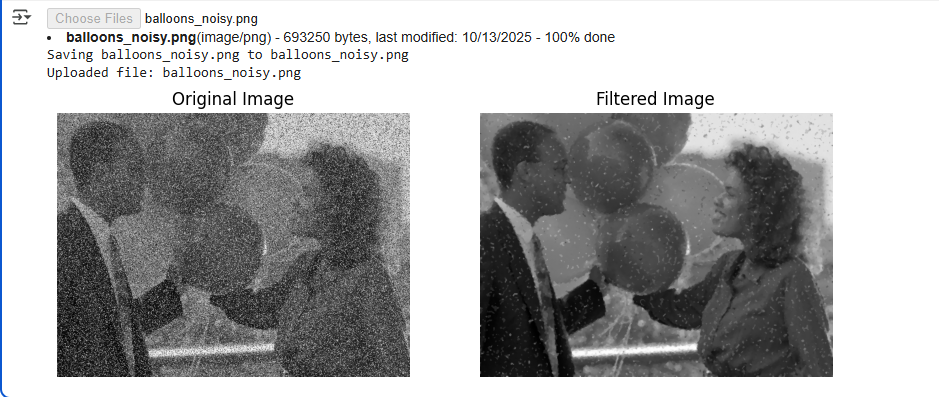 Choose Files balloons_noisy.png
• balloons_noisy.png(image/png) - 693250 bytes, last modified: 10/13/2025 - 100% done
Saving balloons_noisy.png to balloons_noisy.png
Uploaded file: balloons_noisy.png
Original Image
Filtered Image